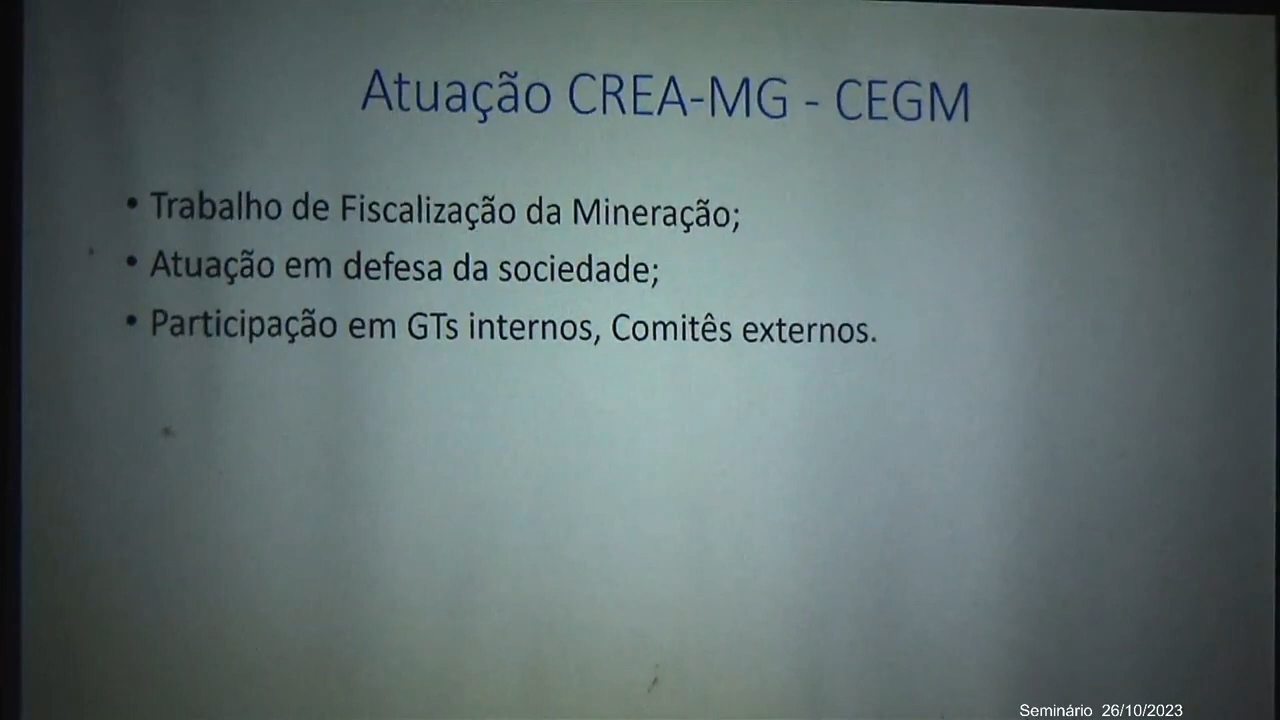 Atuação CREA-MG - CEGM
• Trabalho de Fiscalização da Mineração;
• Atuação em defesa da sociedade;
• Participação em GTs internos, Comitês externos.
Seminário 26/10/2023